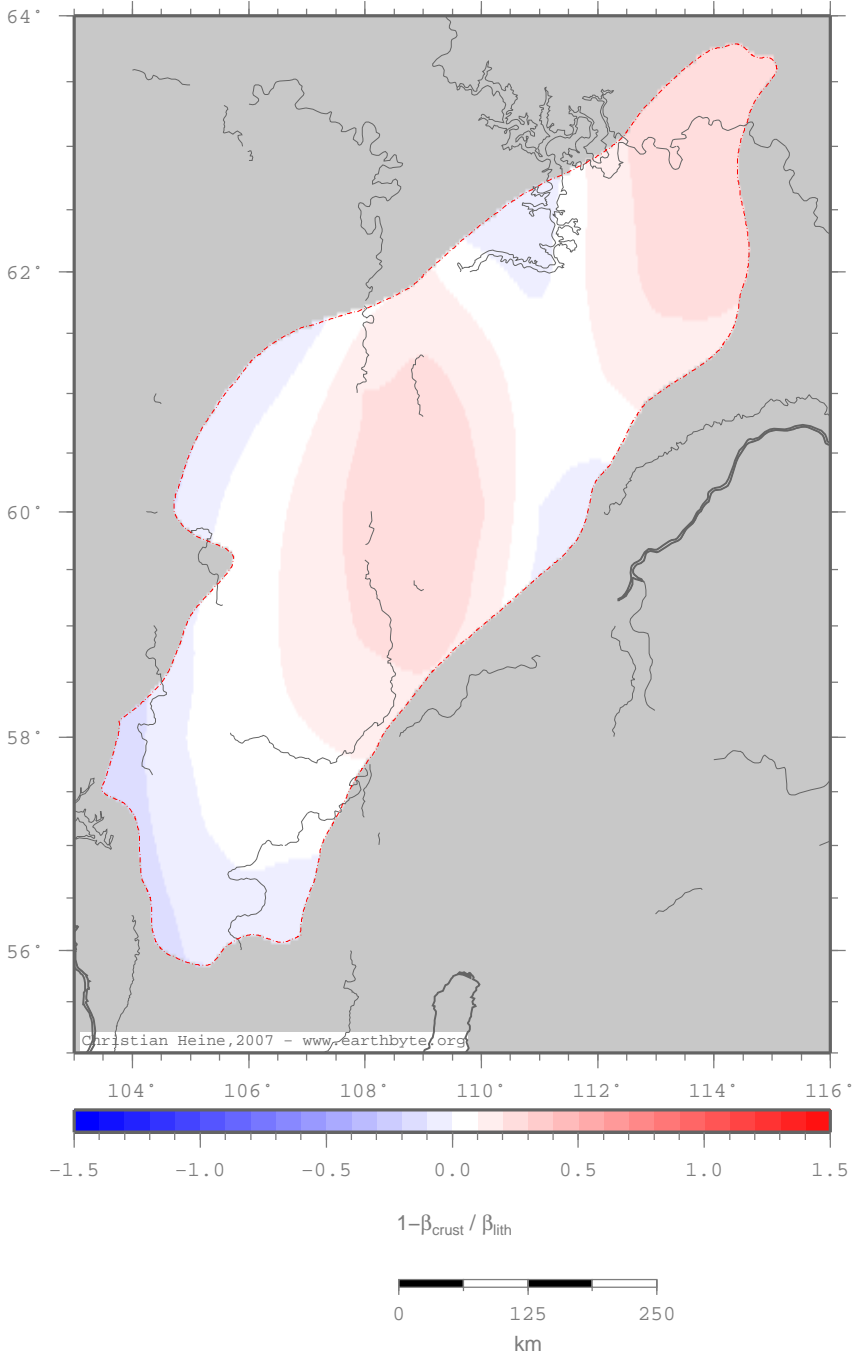 64°
62°
60°
58°
56°
Christian Heine,2007 – www.earthbyte.org
104° 106° 108° 110° 112° 114° 116°
−1.5 −1.0 −0.5 0.0 0.5 1.0 1.5
1−βcrust / βlith
0 125 250
km